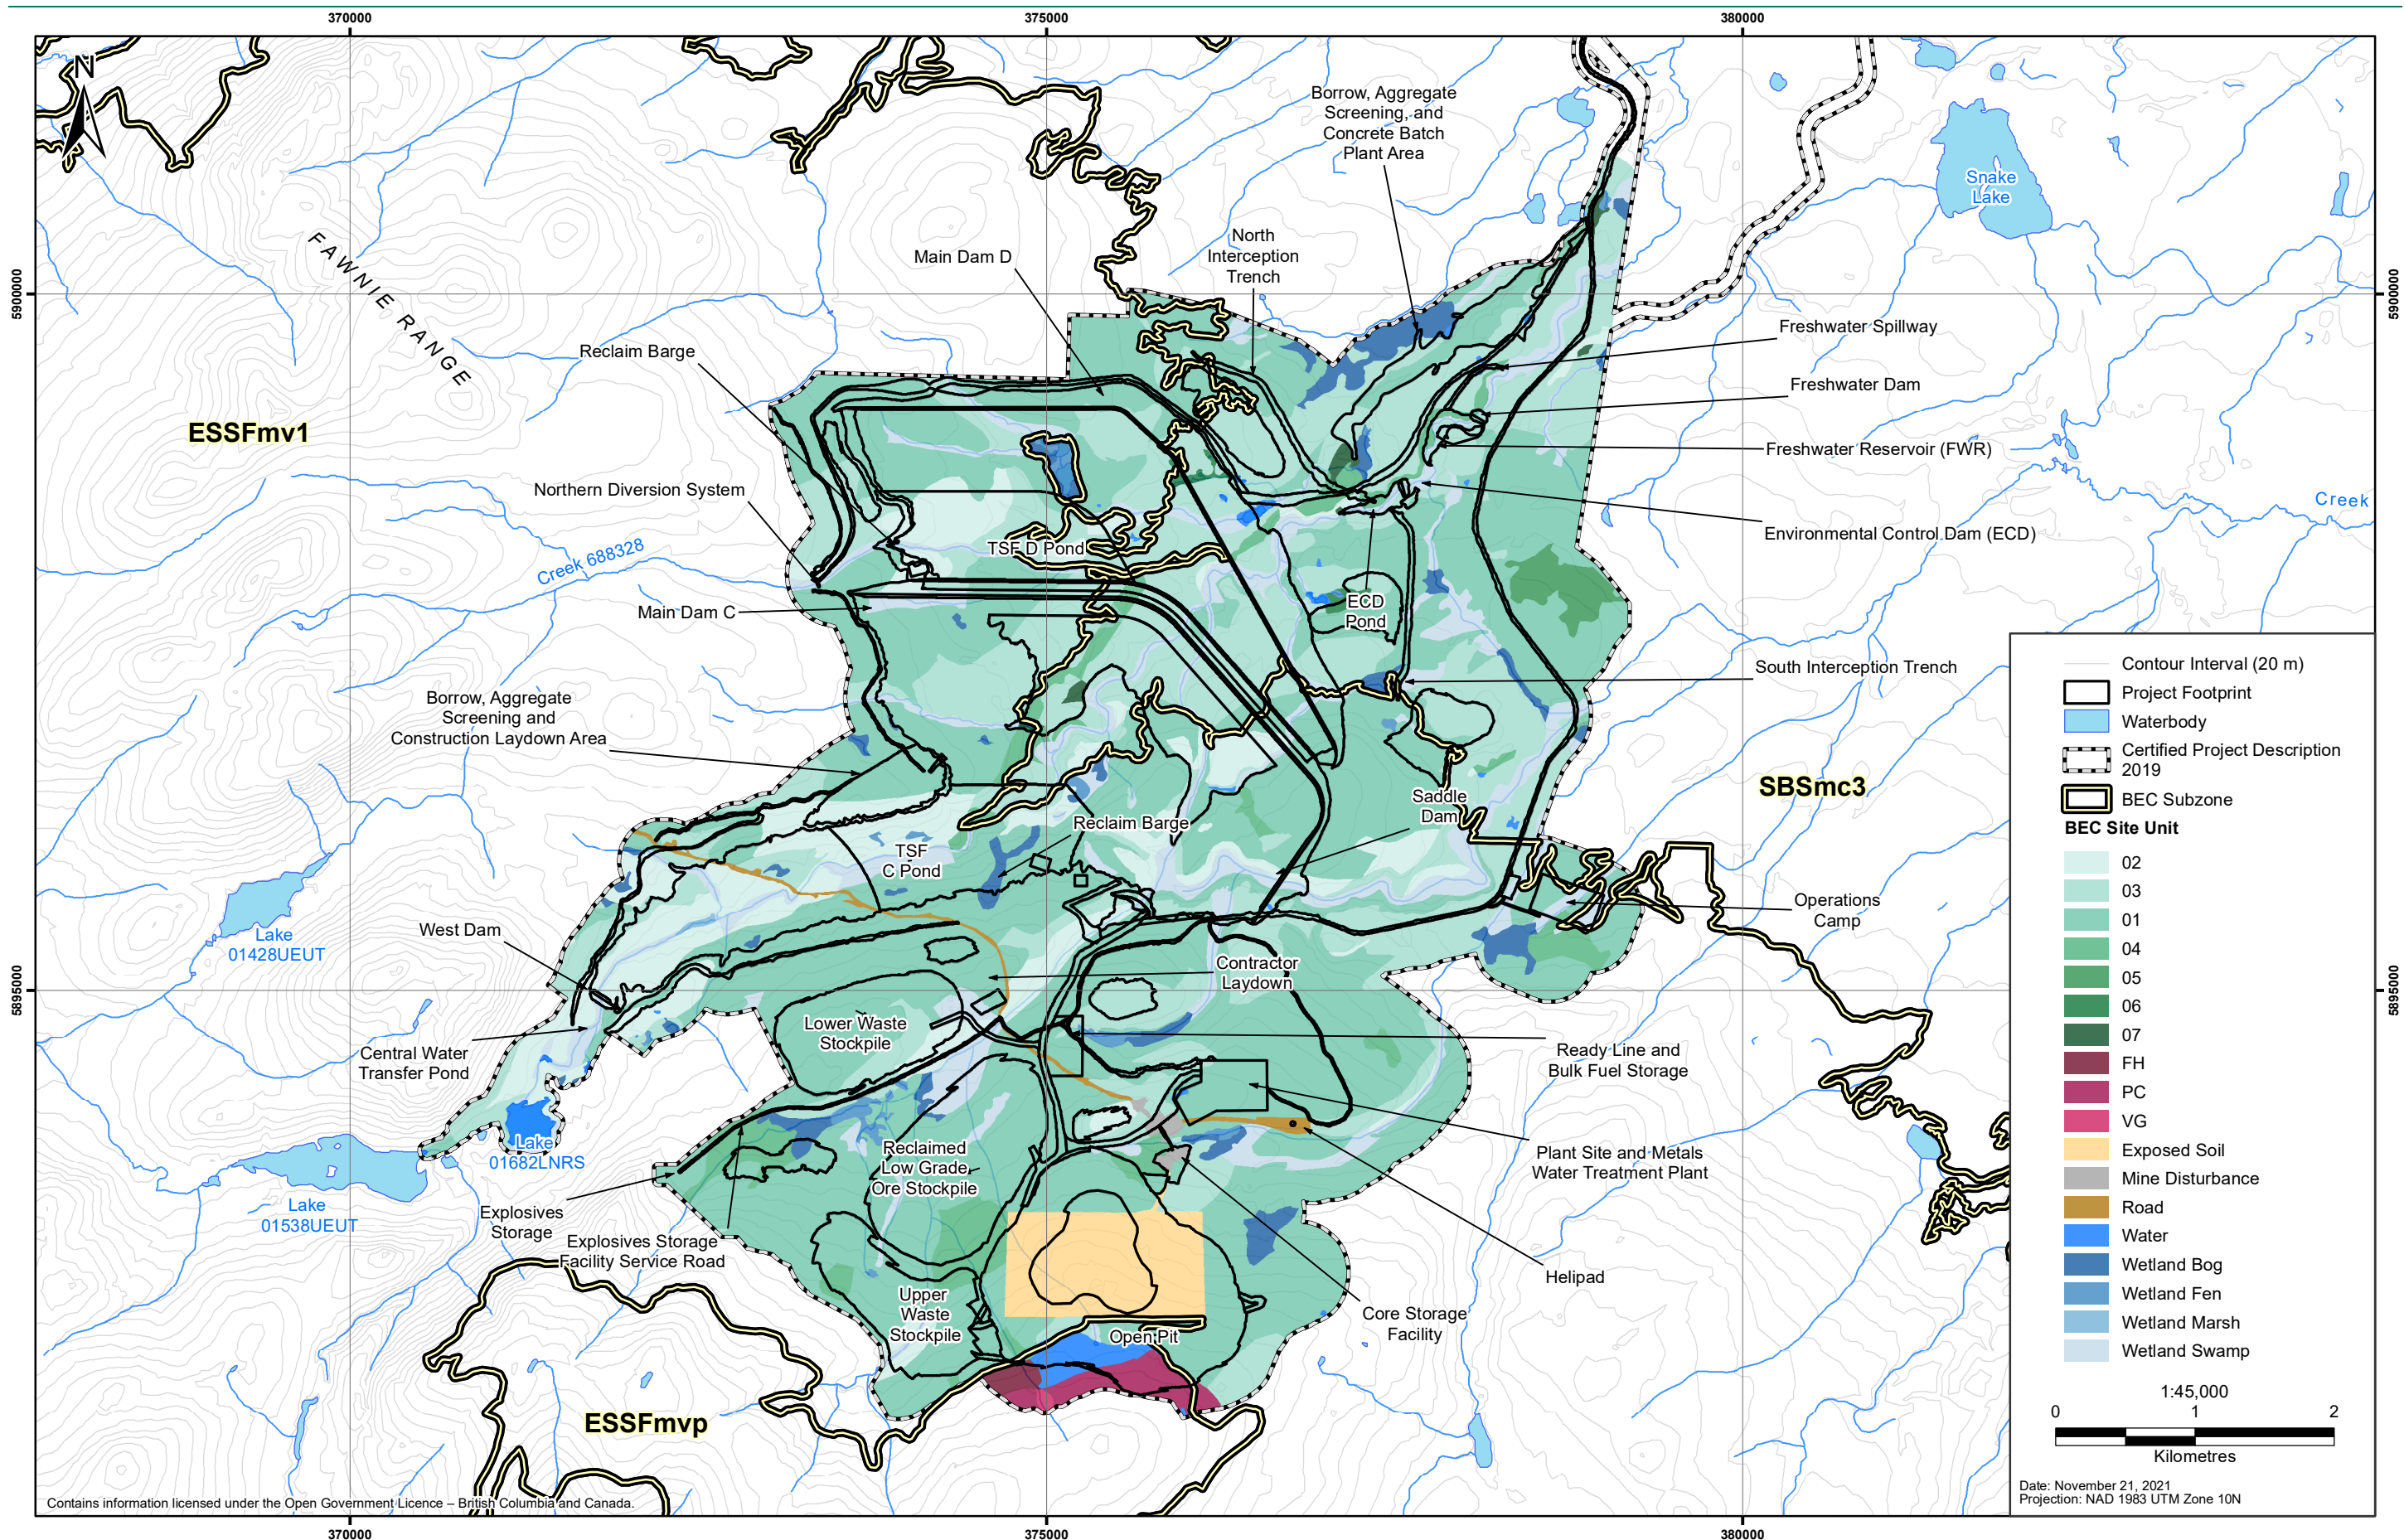 370000
375000
380000
N
Borrow, Aggregate
Screening, and
Concrete Batch
Plant Area
Snake
Lake
FAWNIE RANGE
North
Interception
Trench
Main Dam D
5900000
5900000
Freshwater Spillway
Reclaim Barge
Freshwater Dam
ESSFmv1
Freshwater Reservoir (FWR)
Northern Diversion System
Creek
Environmental Control Dam (ECD)
TSF D Pond
Creek 688328
ECD
Pond
Main Dam C
South Interception Trench
Borrow, Aggregate
Screening and
Construction Laydown Area
SBSmc3
Saddle
Dam
Reclaim Barge
TSF
C Pond
Operations
Camp
West Dam
Lake
01428UEUT
Contractor
Laydown
5895000
5895000
Lower Waste
Stockpile
Central Water
Transfer Pond
Ready Line and
Bulk Fuel Storage
Lake
01682LNRS
Reclaimed
Low Grade
Ore Stockpile
Plant Site and Metals
Water Treatment Plant
Lake
01538UEUT
Explosives
Storage
Explosives Storage
Facility Service Road
Helipad
Upper
Waste
Stockpile
Core Storage
Facility
Open Pit
ESSFmvp
Contour Interval (20 m)
Project Footprint
Waterbody
Certified Project Description
2019
BEC Subzone
BEC Site Unit
02
03
01
04
05
06
07
FH
PC
VG
Exposed Soil
Mine Disturbance
Road
Water
Wetland Bog
Wetland Fen
Wetland Marsh
Wetland Swamp
1:45,000
0 1 2
Kilometres
Date: November 21, 2021
Projection: NAD 1983 UTM Zone 10N
Contains information licensed under the Open Government Licence – British Columbia and Canada.
370000
375000
380000